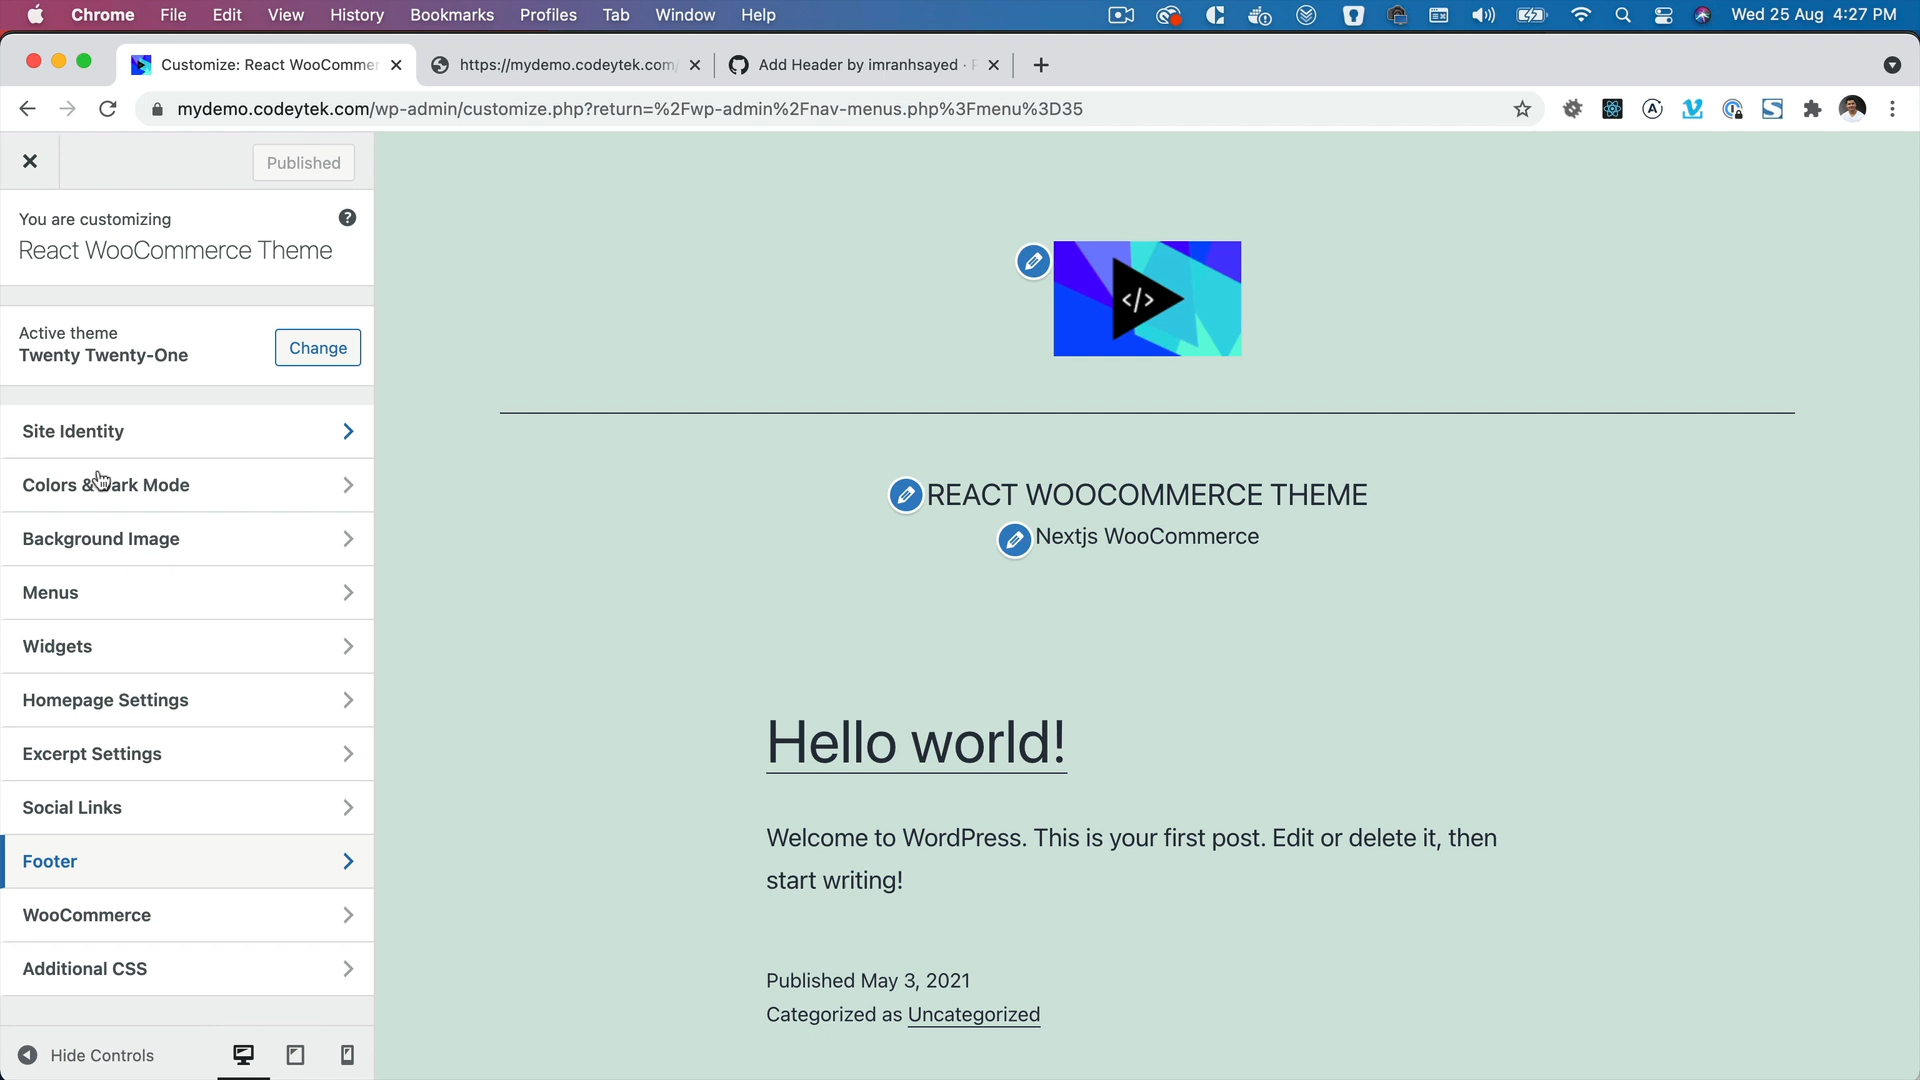 Chrome File Edit View History Bookmarks Profiles Tab Window Help Wed 25 Aug 4:27 PM
Customize: React WooCommer https://mydemo.codeytek.com/ Add Header by imranhsayed ·
mydemo.codeytek.com/wp-admin/customize.php?return=%2Fwp-admin%2Fnav-menus.php%3Fmenu%3D35
Published
You are customizing
React WooCommerce Theme
Active theme
Twenty Twenty-One
Change
Site Identity
Colors & Dark Mode
Background Image
Menus
Widgets
Homepage Settings
Excerpt Settings
Social Links
Footer
WooCommerce
Additional CSS
Hide Controls
</>
REACT WOOCOMMERCE THEME
Nextjs WooCommerce
Hello world!
Welcome to WordPress. This is your first post. Edit or delete it, then
start writing!
Published May 3, 2021
Categorized as Uncategorized